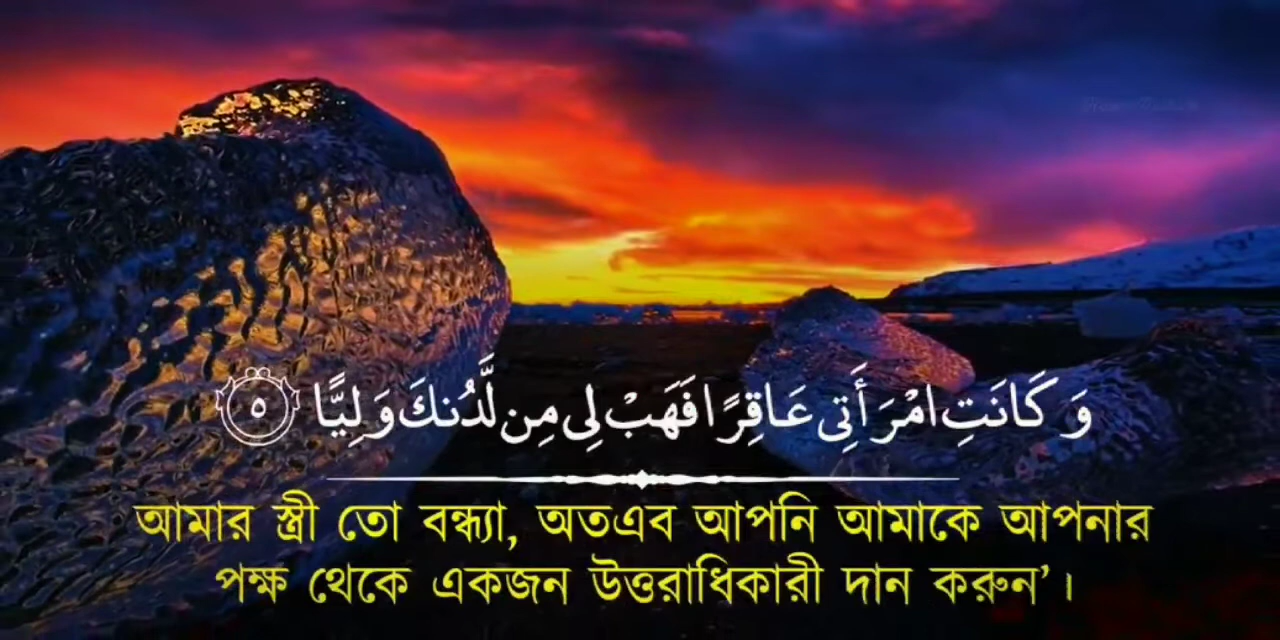 وَكَانَتِ امْرَأَتِى عَاقِرًا فَهَبْ لِى مِن لَّدُنكَ وَلِيًّا ٥
আমার স্ত্রী তো বন্ধ্যা, অতএব আপনি আমাকে আপনার
পক্ষ থেকে একজন উত্তরাধিকারী দান করুন’।